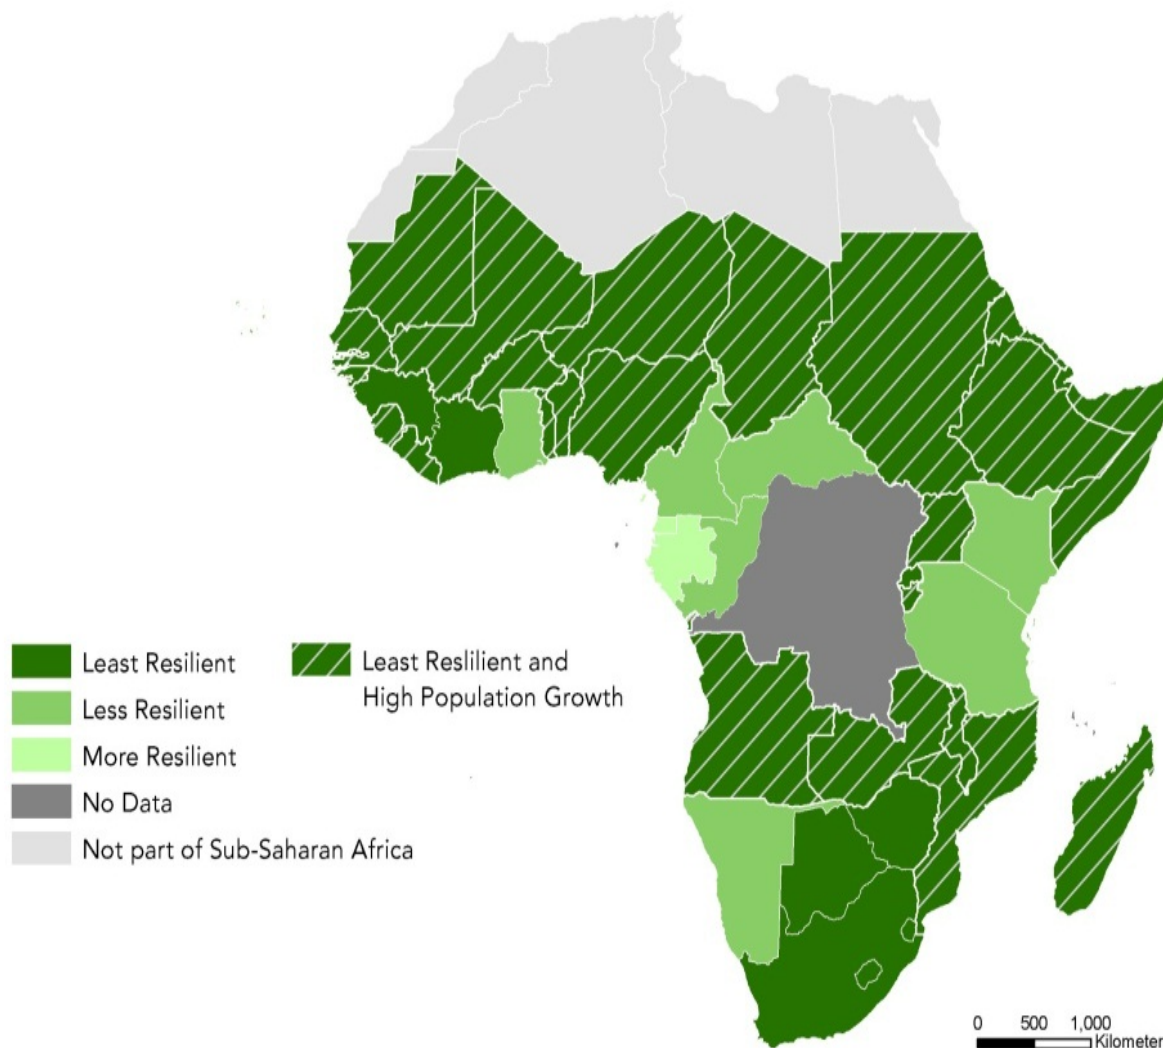 Least Resilient
Less Resilient
More Resilient
No Data
Not part of Sub-Saharan Africa
Least Reslilient and
High Population Growth
0 500 1,000
Kilometer